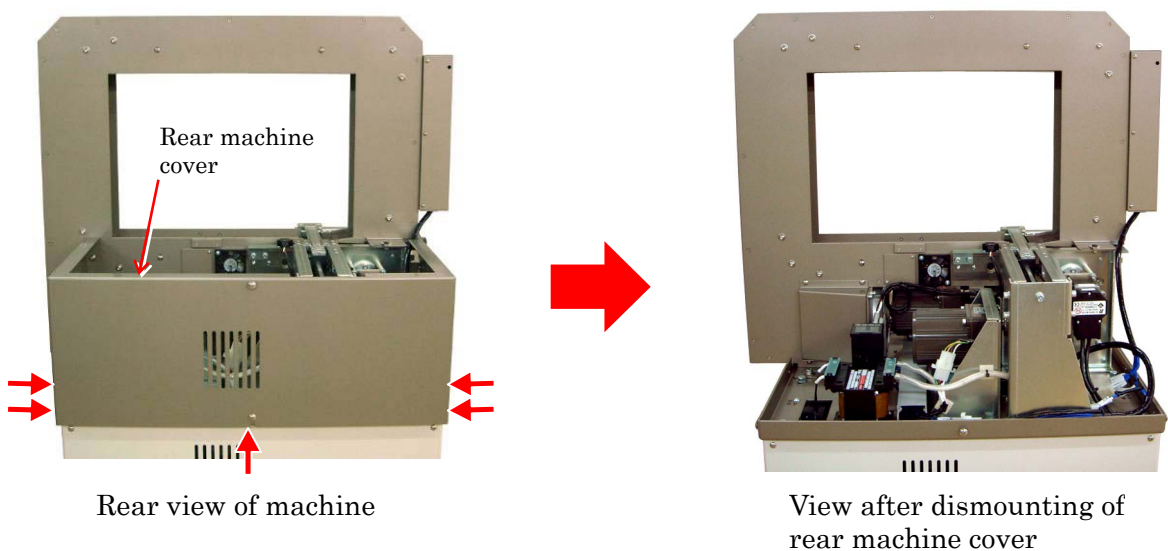 Rear machine
cover
Rear view of machine
View after dismounting of
rear machine cover